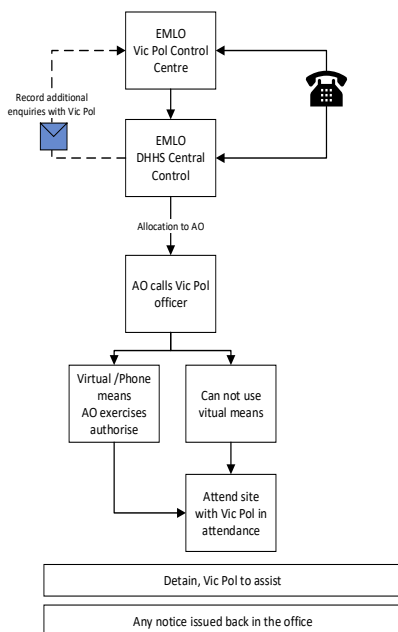 EMLO
Vic Pol Control
Centre
Record additional
enquiries with Vic Pol
EMLO
DHHS Central
Control
Allocation to AO
AO calls Vic Pol
officer
Virtual /Phone
means
AO exercises
authorise
Can not use
vitual means
Attend site
with Vic Pol in
attendance
Detain, Vic Pol to assist
Any notice issued back in the office